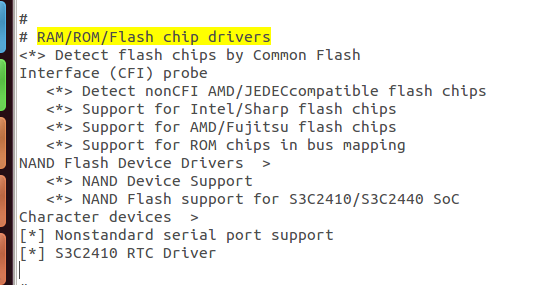 #
# RAM/ROM/Flash chip drivers
<*> Detect flash chips by Common Flash
Interface (CFI) probe
<*> Detect nonCFI AMD/JEDECcompatible flash chips
<*> Support for Intel/Sharp flash chips
<*> Support for AMD/Fujitsu flash chips
<*> Support for ROM chips in bus mapping
NAND Flash Device Drivers  >
<*> NAND Device Support
<*> NAND Flash support for S3C2410/S3C2440 SoC
Character devices  >
[*] Nonstandard serial port support
[*] S3C2410 RTC Driver